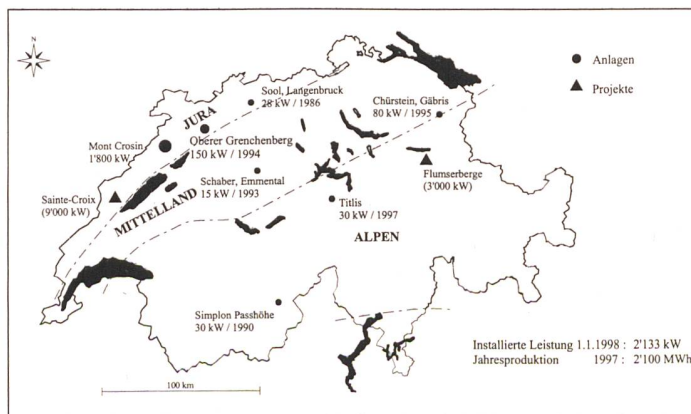 N
Anlagen
Projekte
Sool, Langenbruck
28 kW / 1986
Chürstein, Gäbris
80 kW / 1995
JURA
Mont Crosin
1'800 kW
Oberer Grenchenberg
150 kW / 1994
Schaber, Emmental
15 kW / 1993
Flumserberge
(3'000 kW)
Sainte-Croix
(9'000 kW)
MITTELLAND
Titlis
30 kW / 1997
ALPEN
Simplon Passhöhe
30 kW / 1990
Installierte Leistung 1.1.1998 : 2'133 kW
Jahresproduktion 1997 : 2'100 MWh
100 km